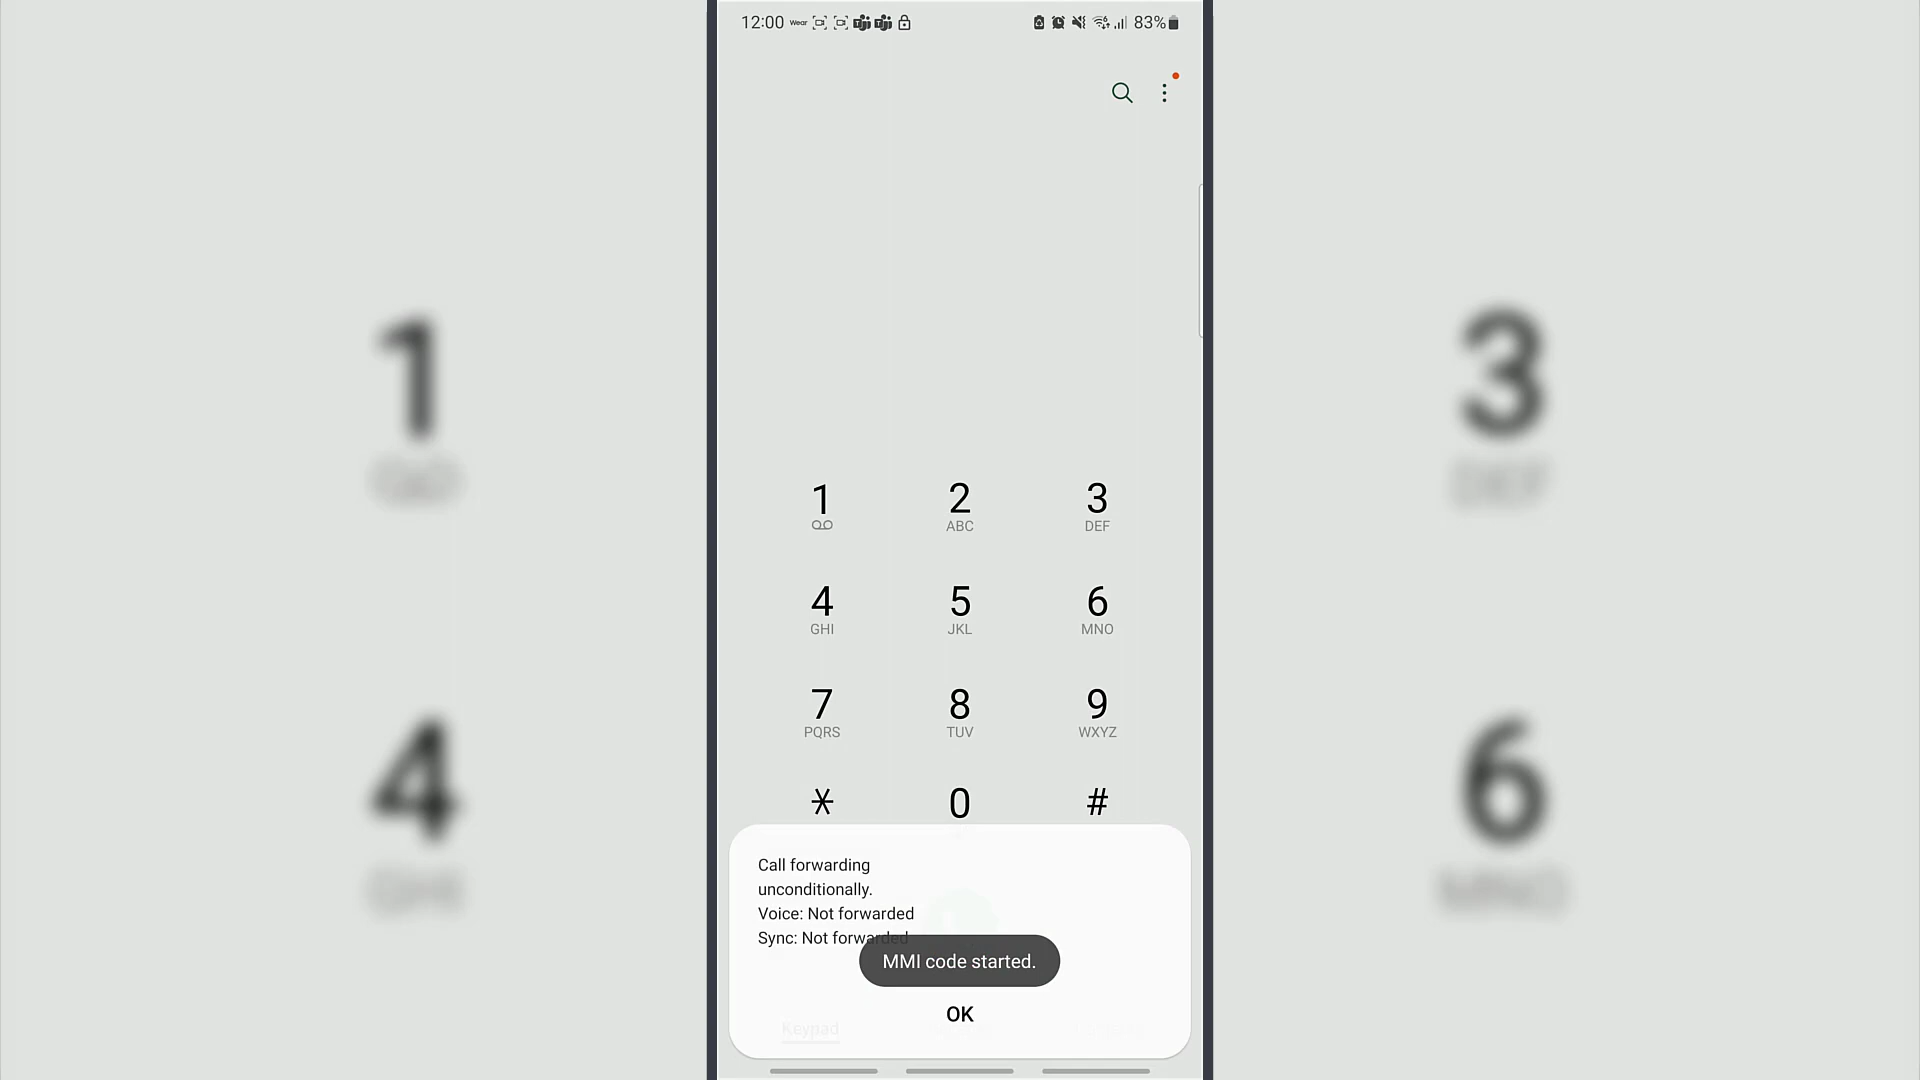 12:00 Wear 83%
1 2 3
ABC DEF
4 5 6
GHI JKL MNO
7 8 9
PQRS TUV WXYZ
* 0 #
Call forwarding
unconditionally.
Voice: Not forwarded
Sync: Not forwarded
MMI code started.
OK
Keypad
1
4
GHI
3
DEF
6
MNO